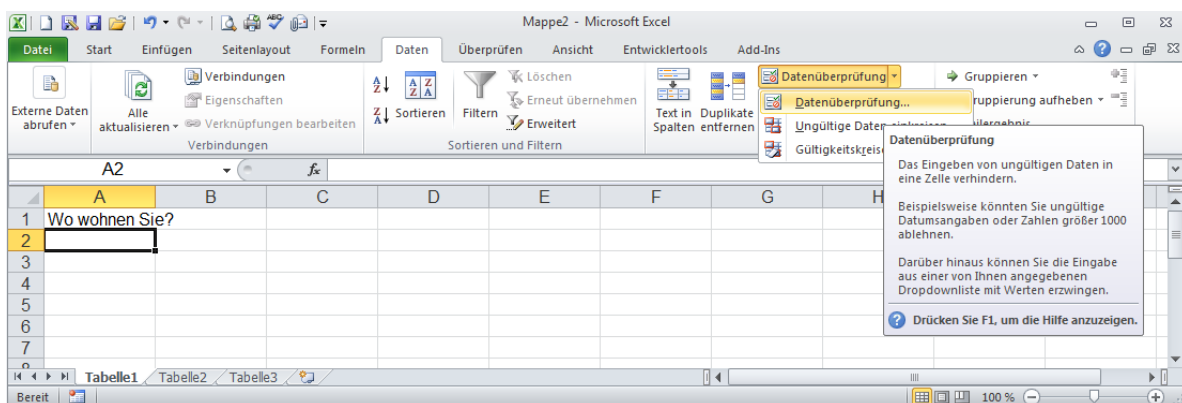 Mappe2 - Microsoft Excel
Datei Start Einfügen Seitenlayout Formeln Daten Überprüfen Ansicht Entwicklertools Add-Ins
Externe Daten abrufen
Alle aktualisieren
Verbindungen
Eigenschaften
Verknüpfungen bearbeiten
Verbindungen
Sortieren
Filtern
Löschen
Erneut übernehmen
Erweitert
Sortieren und Filtern
Text in Spalten
Duplikate entfernen
Datenüberprüfung
Datenüberprüfung...
Ungültige Daten
Gruppieren
aufheben
Datenüberprüfung
Das Eingeben von ungültigen Daten in
eine Zelle verhindern.
Beispielsweise könnten Sie ungültige
Datumsangaben oder Zahlen größer 1000
ablehnen.
Darüber hinaus können Sie die Eingabe
aus einer von Ihnen angegebenen
Dropdownliste mit Werten erzwingen.
Drücken Sie F1, um die Hilfe anzuzeigen.
A2 fx
A B C D E F G H
1 Wo wohnen Sie?
2
3
4
5
6
7
Tabelle1 Tabelle2 Tabelle3
Bereit 100 %